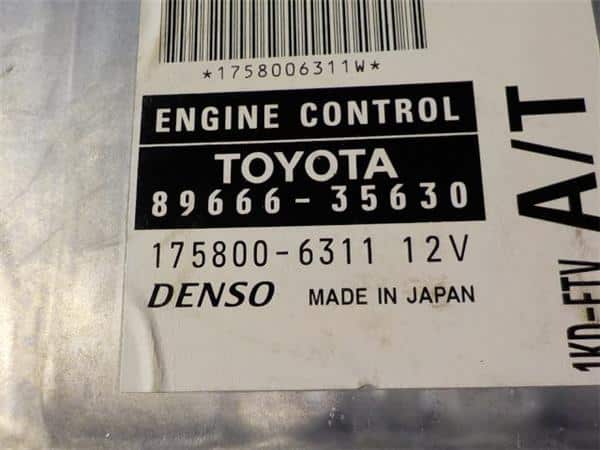 *1758006311W*
ENGINE CONTROL
TOYOTA
89666-35630
175800-6311 12V
DENSO MADE IN JAPAN
A/T
1KD-FTV